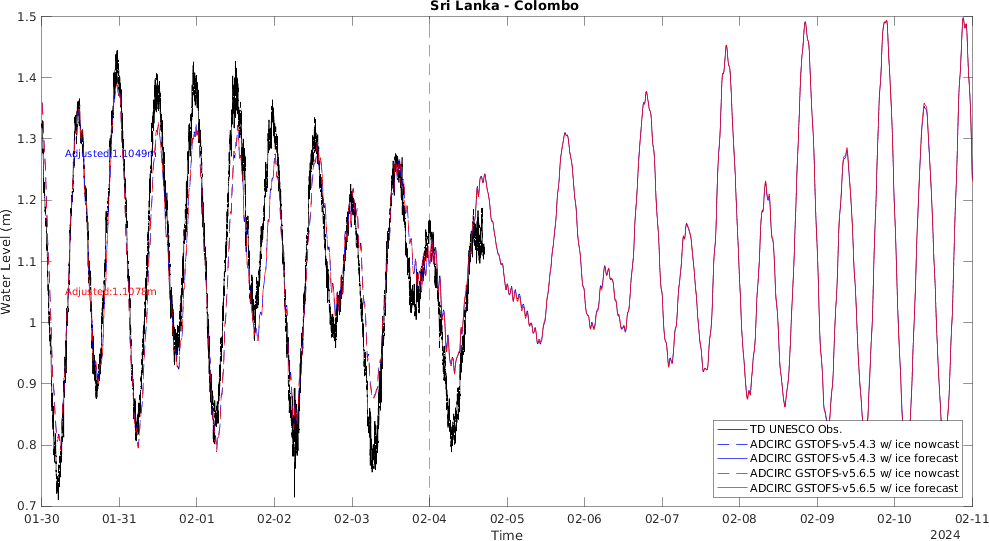 Sri Lanka - Colombo
1.5
1.4
1.3
1.2
1.1
1
0.9
0.8
0.7
Water Level (m)
Adjusted:1.1049m
Adjusted:1.1078m
TD UNESCO Obs.
ADCIRC GSTOFS-v5.4.3 w/ ice nowcast
ADCIRC GSTOFS-v5.4.3 w/ ice forecast
ADCIRC GSTOFS-v5.6.5 w/ ice nowcast
ADCIRC GSTOFS-v5.6.5 w/ ice forecast
01-30 01-31 02-01 02-02 02-03 02-04 02-05 02-06 02-07 02-08 02-09 02-10 02-11
Time
2024